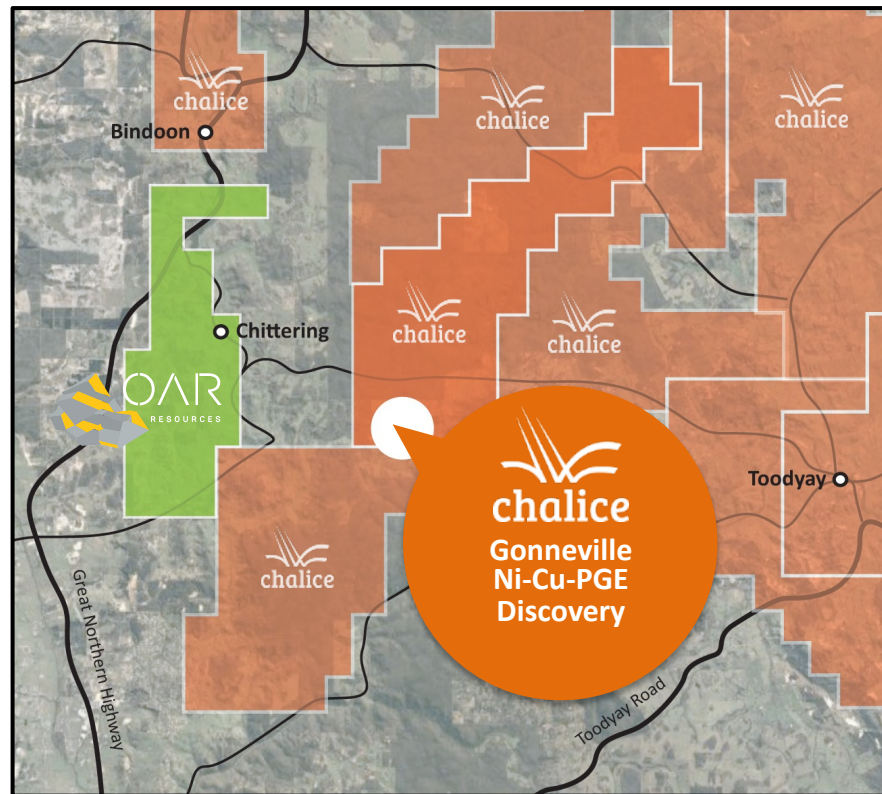 chalice
Bindoon
chalice
chalice
chalice
chalice
Chittering
OAR
RESOURCES
chalice
Gonneville
Ni-Cu-PGE
Discovery
Toodyay
chalice
Great Northern Highway
Toodyay Road